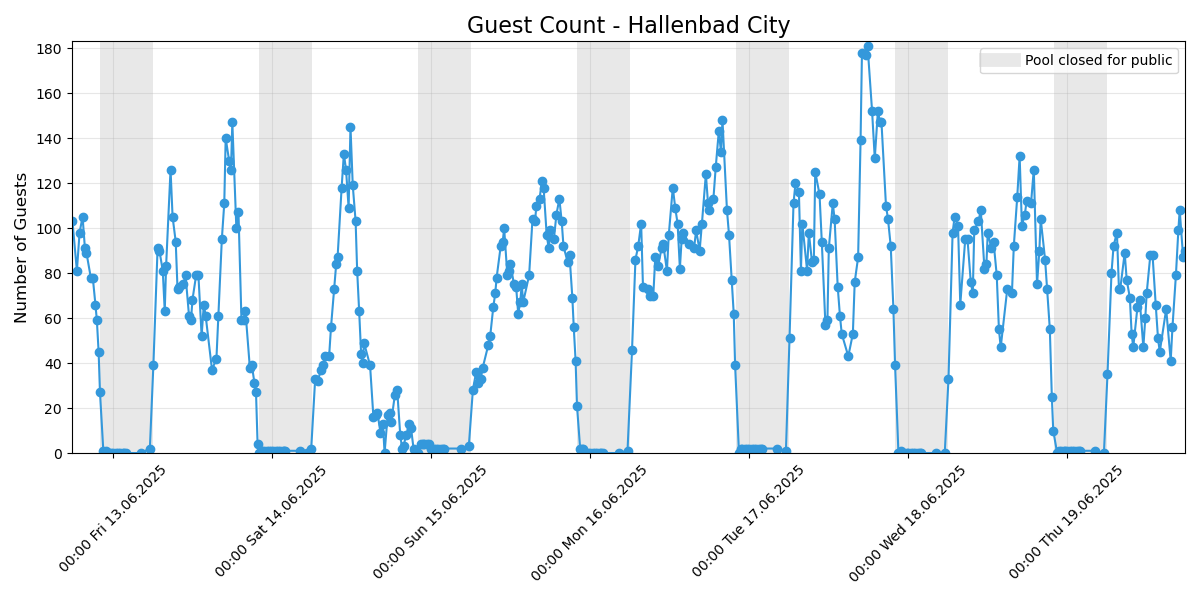 Guest Count - Hallenbad City
Pool closed for public
Number of Guests
180
160
140
120
100
80
60
40
20
0
00:00 Fri 13.06.2025
00:00 Sat 14.06.2025
00:00 Sun 15.06.2025
00:00 Mon 16.06.2025
00:00 Tue 17.06.2025
00:00 Wed 18.06.2025
00:00 Thu 19.06.2025